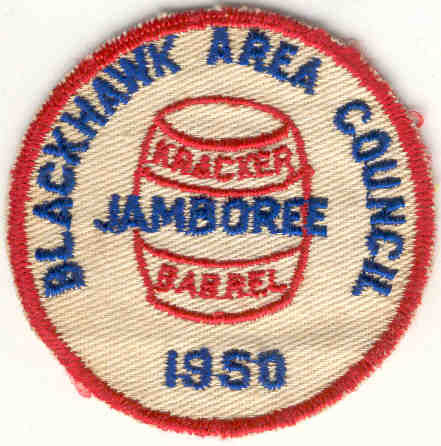 BLACKHAWK AREA COUNCIL
KRACKER
JAMBOREE
BARREL
1950